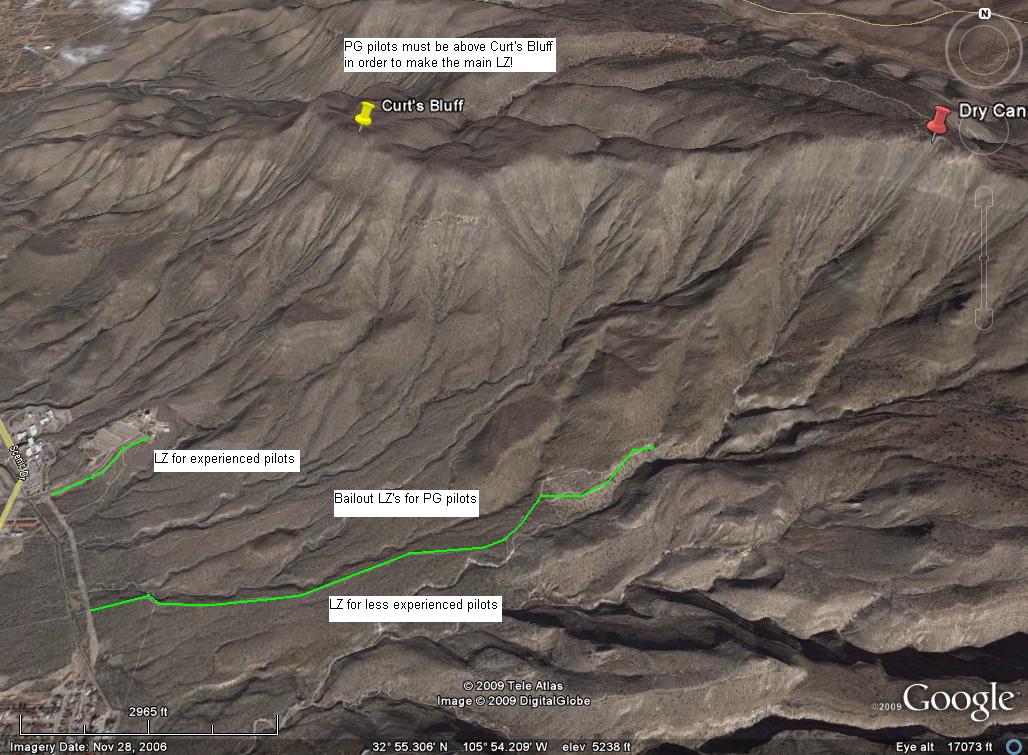 PG pilots must be above Curt's Bluff
in order to make the main LZ!
N
Curt's Bluff
Dry Can
Scenic Dr
LZ for experienced pilots
Bailout LZ's for PG pilots
LZ for less experienced pilots
© 2009 Tele Atlas
Image © 2009 DigitalGlobe
©2009 Google™
2965 ft
Imagery Date: Nov 28, 2006
32° 55.306' N 105° 54.209' W elev 5238 ft
Eye alt 17073 ft